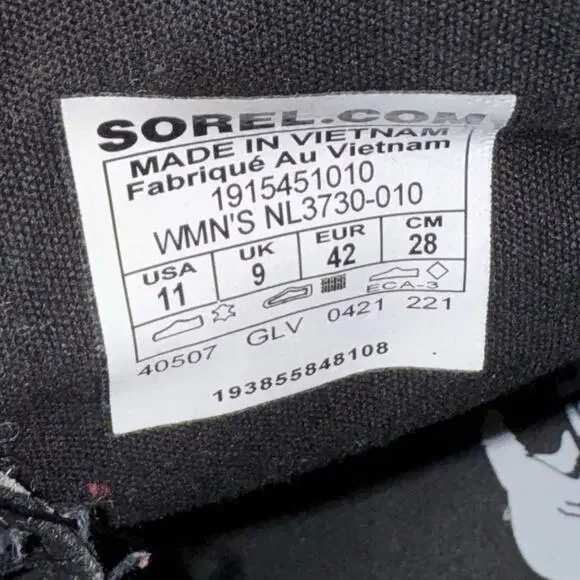 SOREL.COM
MADE IN VIETNAM
Fabriqué Au Vietnam
1915451010
WMN'S NL3730-010
USA UK EUR CM
11 9 42 28
ECA-3
40507 GLV 0421 221
193855848108